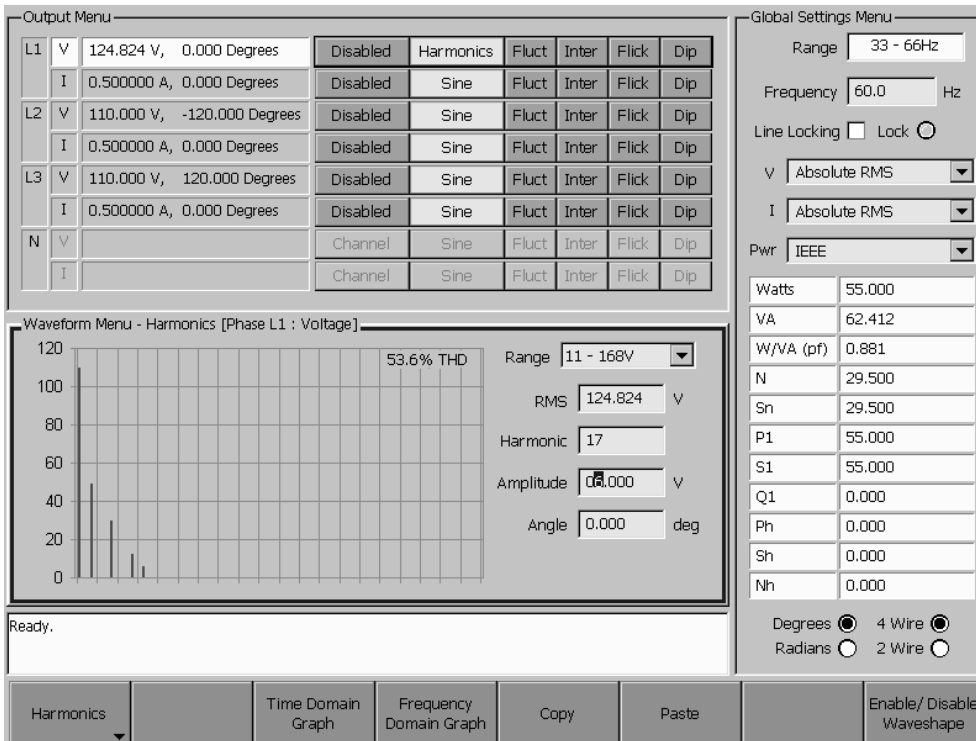 Output Menu
L1 V 124.824 V, 0.000 Degrees Disabled Harmonics Fluct Inter Flick Dip
I 0.500000 A, 0.000 Degrees Disabled Sine Fluct Inter Flick Dip
L2 V 110.000 V, -120.000 Degrees Disabled Sine Fluct Inter Flick Dip
I 0.500000 A, 0.000 Degrees Disabled Sine Fluct Inter Flick Dip
L3 V 110.000 V, 120.000 Degrees Disabled Sine Fluct Inter Flick Dip
I 0.500000 A, 0.000 Degrees Disabled Sine Fluct Inter Flick Dip
N V Channel Sine Fluct Inter Flick Dip
I Channel Sine Fluct Inter Flick Dip
Waveform Menu - Harmonics [Phase L1 : Voltage]
53.6% THD
120
100
80
60
40
20
0
Range 11 - 168V
RMS 124.824 V
Harmonic 17
Amplitude 06.000 V
Angle 0.000 deg
Ready.
Global Settings Menu
Range 33 - 66Hz
Frequency 60.0 Hz
Line Locking Lock
V Absolute RMS
I Absolute RMS
Pwr IEEE
Watts 55.000
VA 62.412
W/VA (pf) 0.881
N 29.500
Sn 29.500
P1 55.000
S1 55.000
Q1 0.000
Ph 0.000
Sh 0.000
Nh 0.000
Degrees 4 Wire
Radians 2 Wire
Harmonics
Time Domain
Graph
Frequency
Domain Graph
Copy
Paste
Enable/Disable
Waveshape